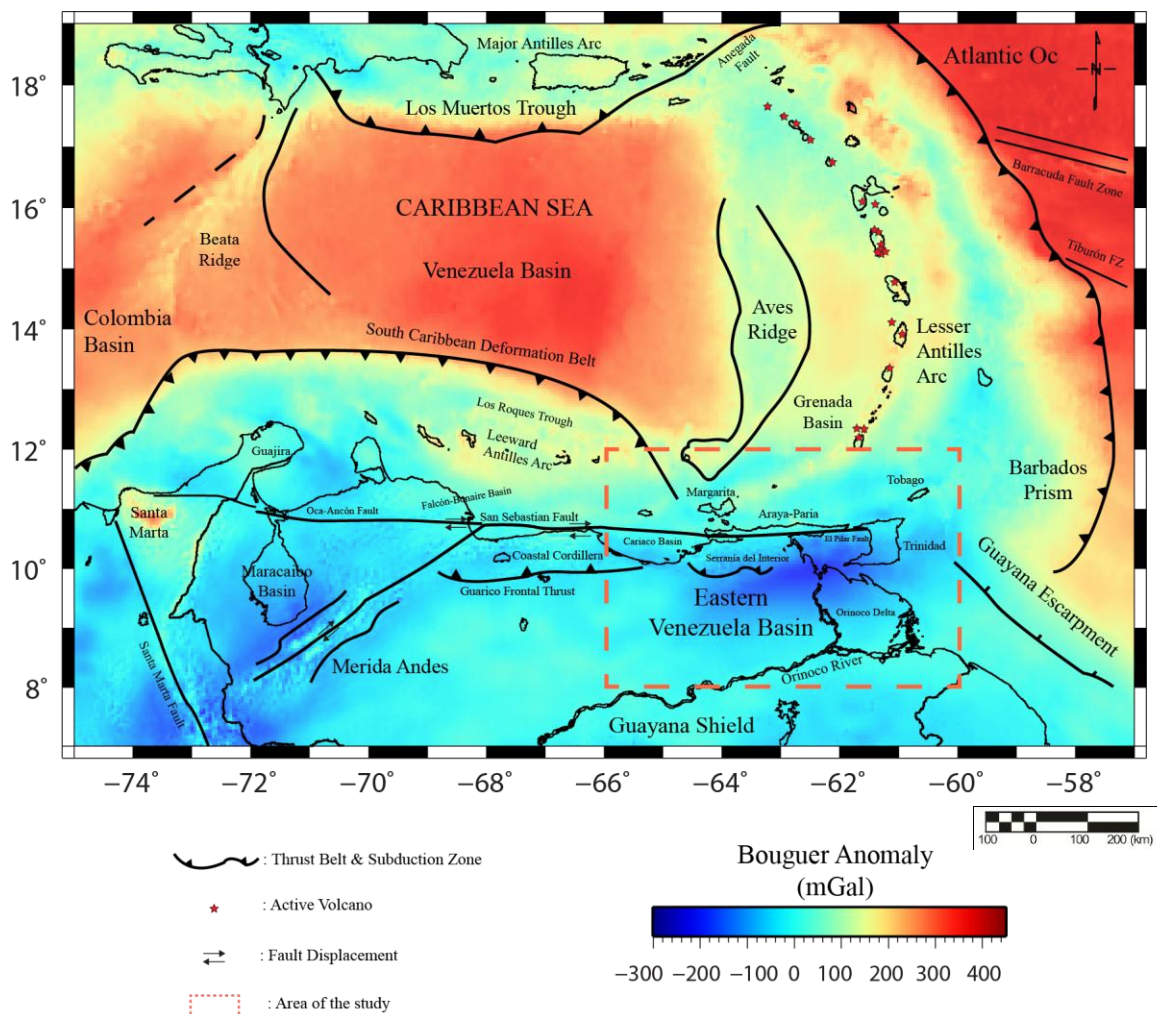 Major Antilles Arc
Anegada
Fault
Atlantic Oc
N
18°
Los Muertos Trough
Barracuda Fault Zone
16°
CARIBBEAN SEA
Beata
Ridge
Venezuela Basin
Tiburón FZ
Aves
Ridge
14°
Colombia
Basin
South Caribbean Deformation Belt
Lesser
Antilles
Arc
Grenada
Basin
Los Roques Trough
Leeward
Antilles Arc
12°
Guajira
Barbados
Prism
Margarita
Tobago
Falcón-Bonaire Basin
Santa
Marta
Oca-Ancón Fault
San Sebastian Fault
Araya-Paria
Cariaco Basin
El Pilar Fault
Trinidad
Coastal Cordillera
Serranía del Interior
10°
Maracaibo
Basin
Guarico Frontal Thrust
Eastern
Venezuela Basin
Orinoco Delta
Guayana Escarpment
Merida Andes
Santa Marta Fault
Orinoco River
8°
Guayana Shield
−74° −72° −70° −68° −66° −64° −62° −60° −58°
100 0 100 200 (km)
: Thrust Belt & Subduction Zone
: Active Volcano
: Fault Displacement
: Area of the study
Bouguer Anomaly
(mGal)
−300 −200 −100 0 100 200 300 400